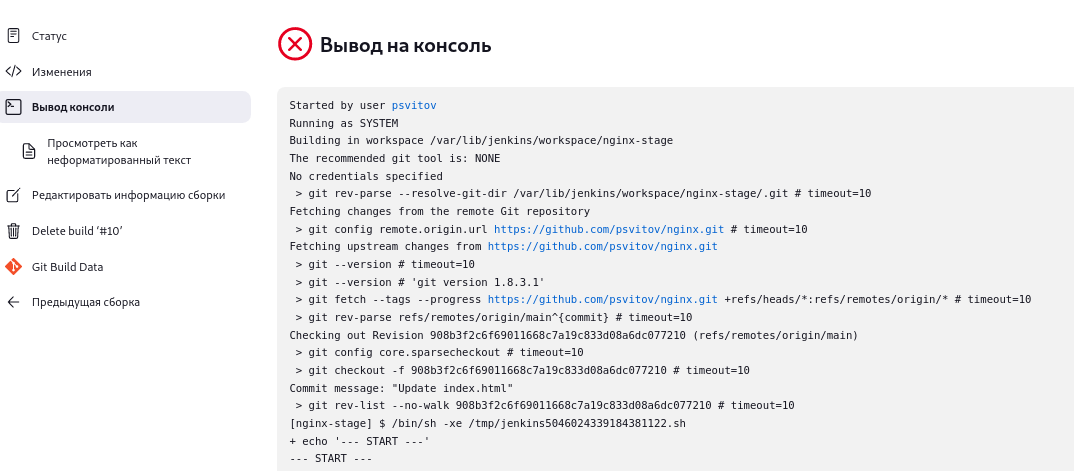 Статус
Изменения
Вывод консоли
Просмотреть как
неформатированный текст
Редактировать информацию сборки
Delete build ‘#10’
Git Build Data
Предыдущая сборка
Вывод на консоль
Started by user psvitov
Running as SYSTEM
Building in workspace /var/lib/jenkins/workspace/nginx-stage
The recommended git tool is: NONE
No credentials specified
 > git rev-parse --resolve-git-dir /var/lib/jenkins/workspace/nginx-stage/.git # timeout=10
Fetching changes from the remote Git repository
 > git config remote.origin.url https://github.com/psvitov/nginx.git # timeout=10
Fetching upstream changes from https://github.com/psvitov/nginx.git
 > git --version # timeout=10
 > git --version # 'git version 1.8.3.1'
 > git fetch --tags --progress https://github.com/psvitov/nginx.git +refs/heads/*:refs/remotes/origin/* # timeout=10
 > git rev-parse refs/remotes/origin/main^{commit} # timeout=10
Checking out Revision 908b3f2c6f69011668c7a19c833d08a6dc077210 (refs/remotes/origin/main)
 > git config core.sparsecheckout # timeout=10
 > git checkout -f 908b3f2c6f69011668c7a19c833d08a6dc077210 # timeout=10
Commit message: "Update index.html"
 > git rev-list --no-walk 908b3f2c6f69011668c7a19c833d08a6dc077210 # timeout=10
[nginx-stage] $ /bin/sh -xe /tmp/jenkins5046024339184381122.sh
+ echo '--- START ---'
--- START ---